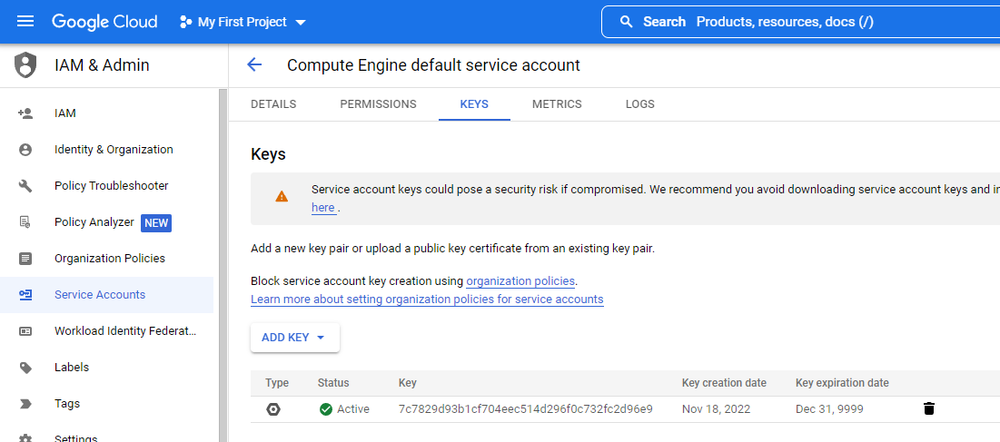 Google Cloud
My First Project
Search Products, resources, docs (/)
IAM & Admin
Compute Engine default service account
IAM
Identity & Organization
Policy Troubleshooter
Policy Analyzer NEW
Organization Policies
Service Accounts
Workload Identity Federat...
Labels
Tags
Settings
DETAILS PERMISSIONS KEYS METRICS LOGS
Keys
Service account keys could pose a security risk if compromised. We recommend you avoid downloading service account keys and in
here .
Add a new key pair or upload a public key certificate from an existing key pair.
Block service account key creation using organization policies.
Learn more about setting organization policies for service accounts
ADD KEY
Type Status Key Key creation date Key expiration date
Active 7c7829d93b1cf704eec514d296f0c732fc2d96e9 Nov 18, 2022 Dec 31, 9999